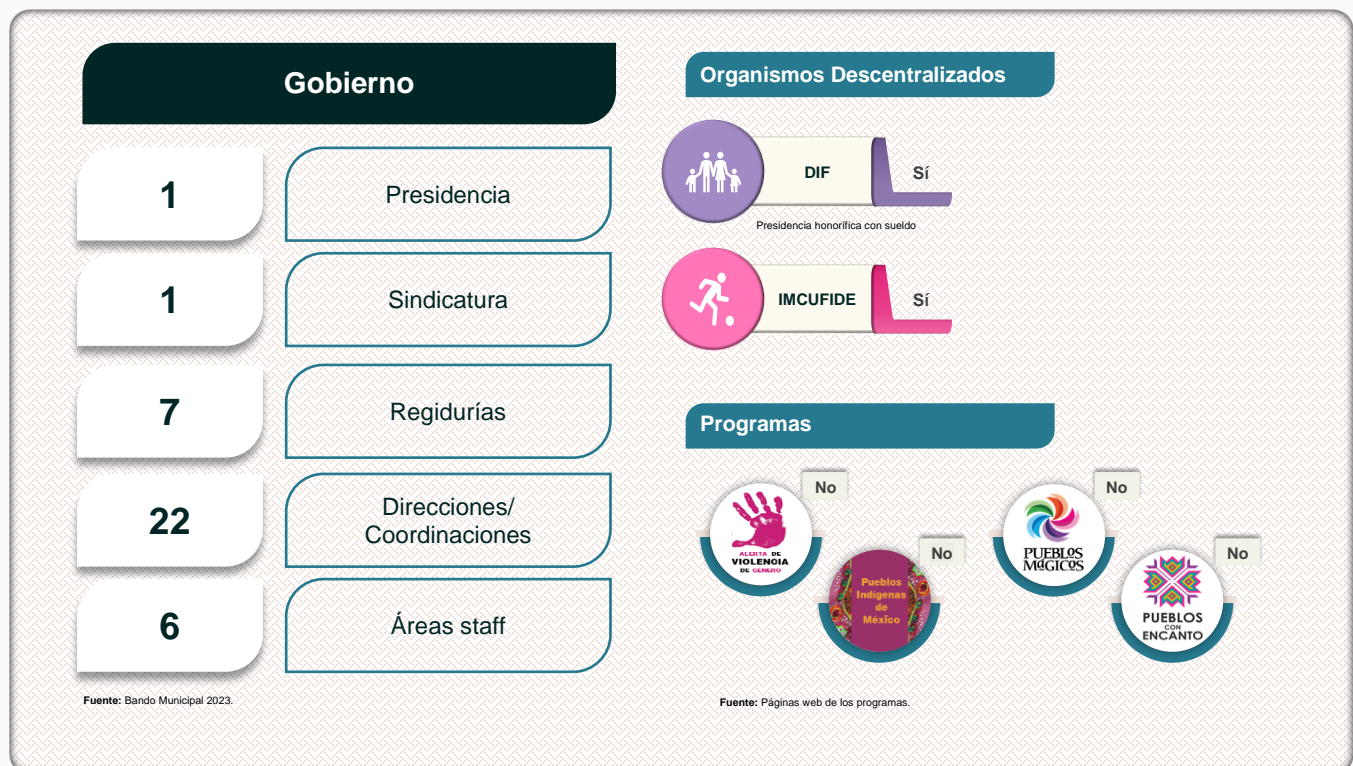 Gobierno
1
Presidencia
1
Sindicatura
7
Regidurías
22
Direcciones/
Coordinaciones
6
Áreas staff
Fuente: Bando Municipal 2023.
Organismos Descentralizados
DIF
Sí
Presidencia honorífica con sueldo
IMCUFIDE
Sí
Programas
No
ALERTA DE
VIOLENCIA
DE GÉNERO
No
Pueblos
Indígenas
de
México
No
PUEBLOS
MáGICOS
No
PUEBLOS
CON
ENCANTO
Fuente: Páginas web de los programas.